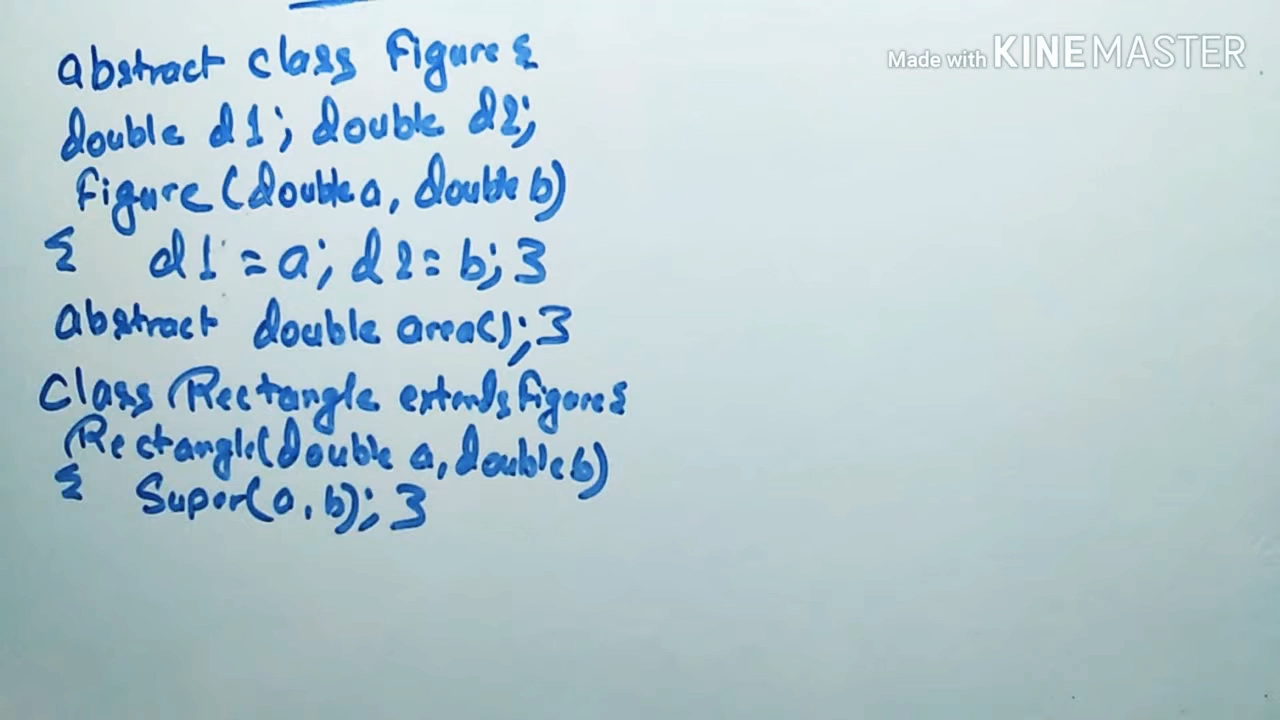 Made with KINEMASTER
abstract class Figure {
double d1; double d2;
Figure(double a, double b)
{ d1 = a; d2 = b; }
abstract double area(); }
Class Rectangle extends Figure {
Rectangle(double a, double b)
{ Super(a, b); }